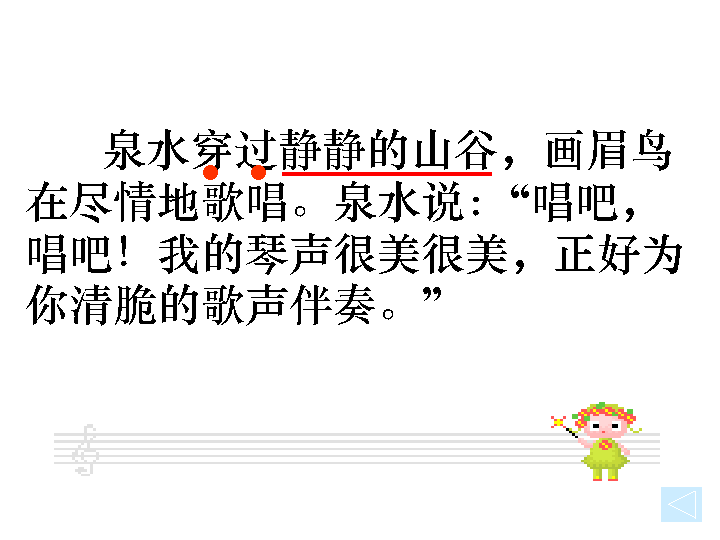 泉水穿过静静的山谷，画眉鸟
在尽情地歌唱。泉水说：“唱吧，
唱吧！我的琴声很美很美，正好为
你清脆的歌声伴奏。”